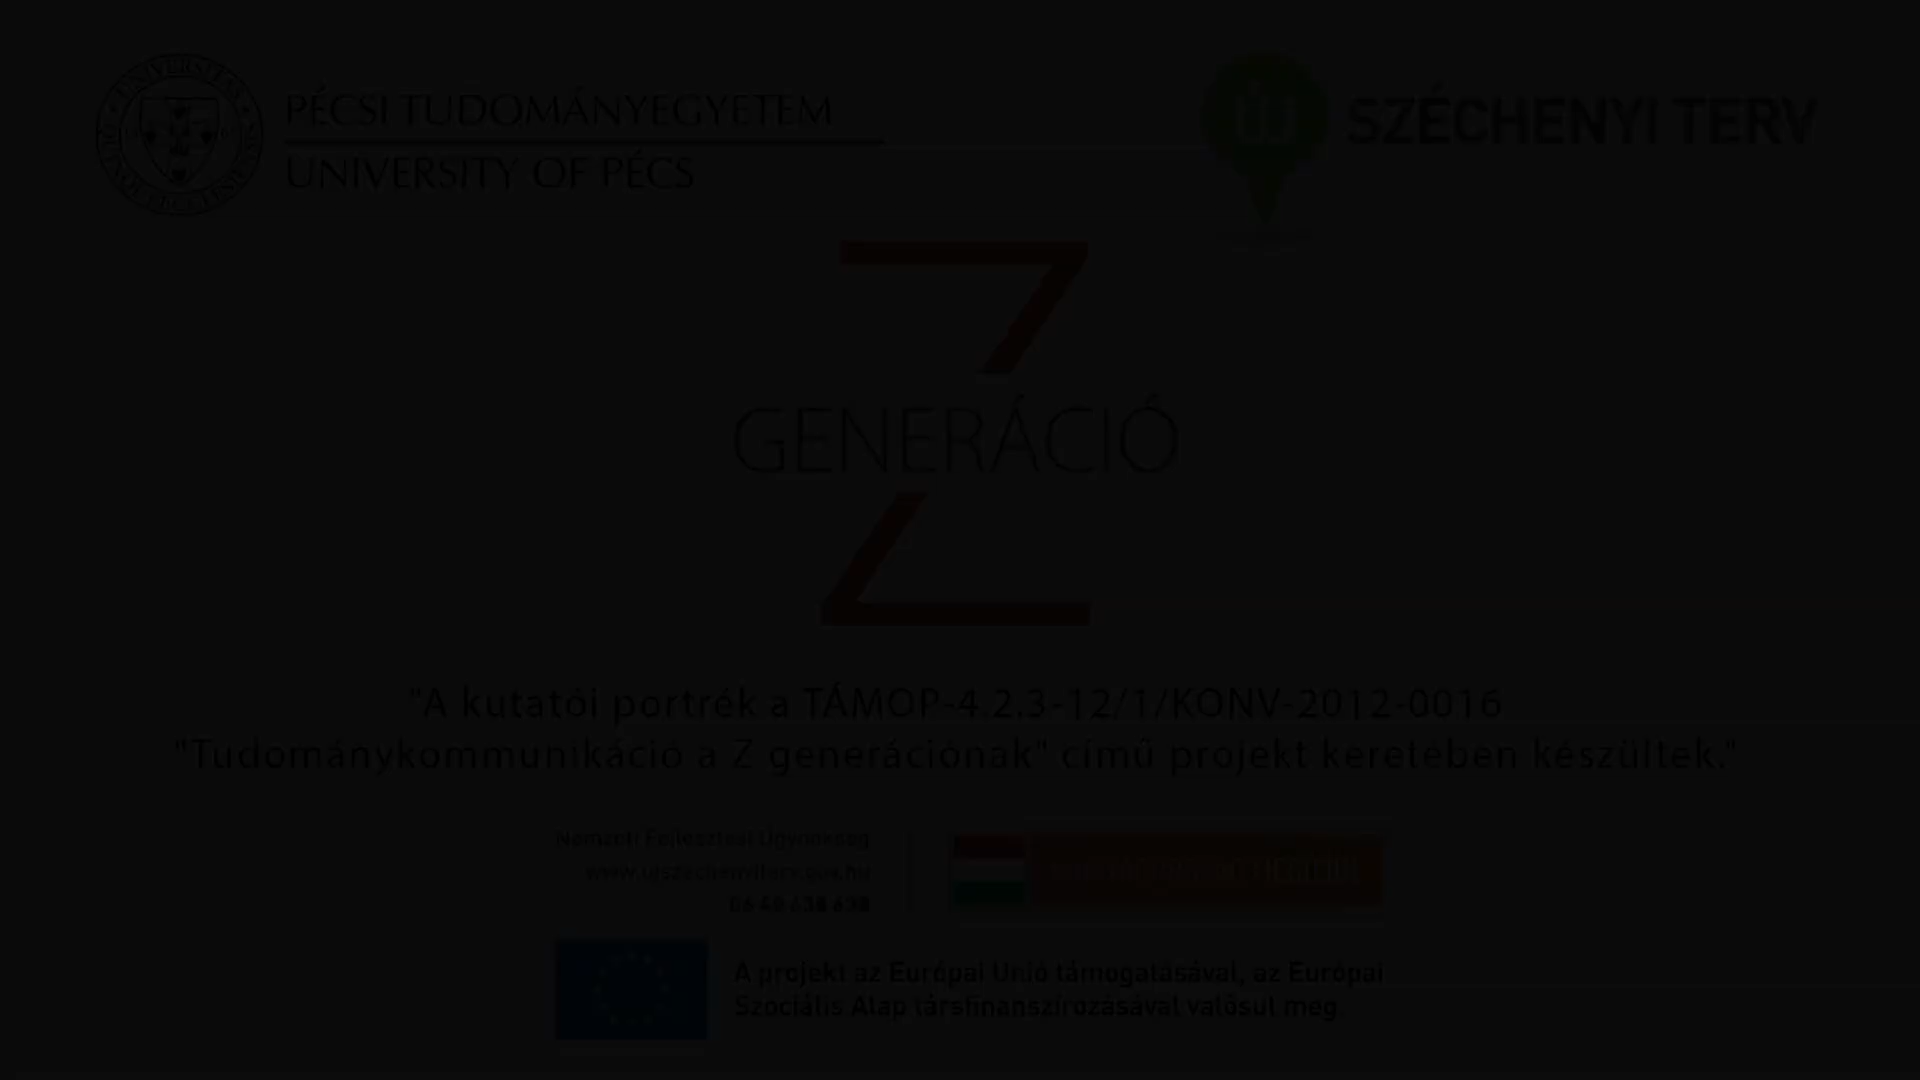 PÉCSI TUDOMÁNYEGYETEM
UNIVERSITY OF PÉCS
ÚJ SZÉCHENYI TERV
Z
GENERÁCIÓ
"A kutatói portrék a TÁMOP-4.2.3-12/1/KONV-2012-0016
"Tudománykommunikáció a Z generációnak" című projekt keretében készültek."
Nemzeti Fejlesztési Ügynökség
www.ujszechenyiterv.gov.hu
06 40 638 638
A projekt az Európai Unió támogatásával, az Európai
Szociális Alap társfinanszírozásával valósul meg.